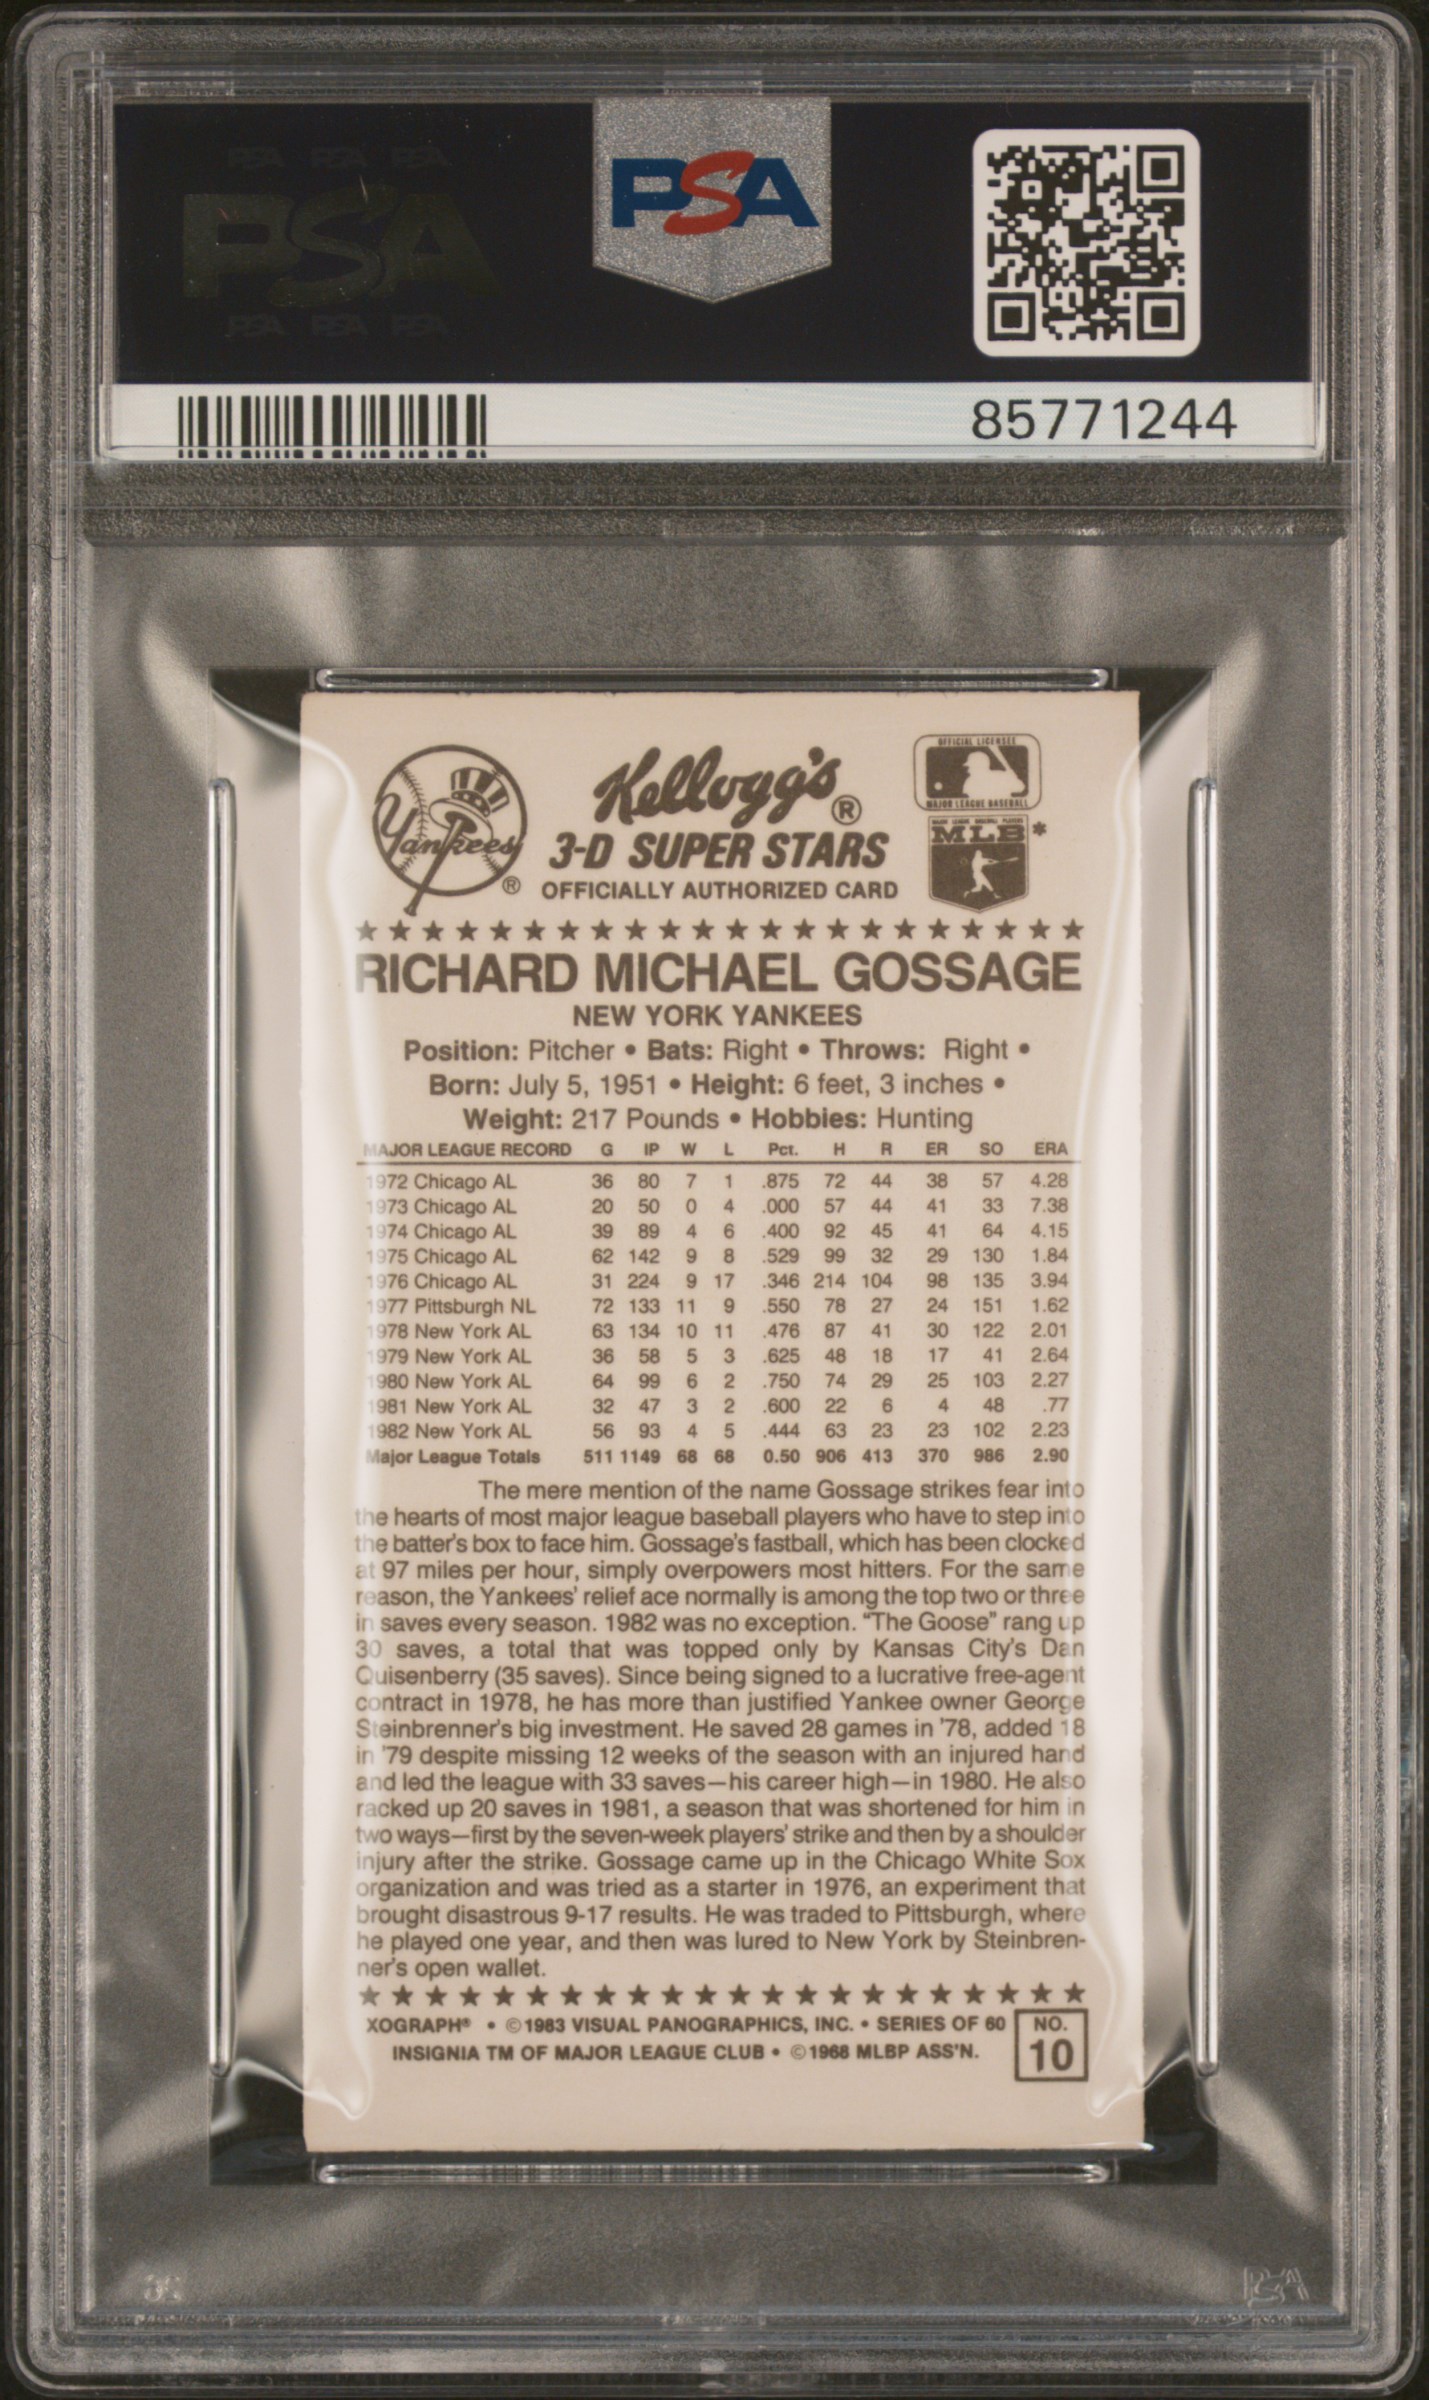 PSA PSA PSA
PSA
PSA PSA PSA
PSA
85771244
Yankees ®
Kellogg's ®
3-D SUPER STARS
OFFICIALLY AUTHORIZED CARD
OFFICIAL LICENSEE
MAJOR LEAGUE BASEBALL
MAJOR LEAGUE BASEBALL PLAYERS
MLB *
RICHARD MICHAEL GOSSAGE
NEW YORK YANKEES
Position: Pitcher • Bats: Right • Throws: Right •
Born: July 5, 1951 • Height: 6 feet, 3 inches •
Weight: 217 Pounds • Hobbies: Hunting
MAJOR LEAGUE RECORD G IP W L Pct. H R ER SO ERA
1972 Chicago AL 36 80 7 1 .875 72 44 38 57 4.28
1973 Chicago AL 20 50 0 4 .000 57 44 41 33 7.38
1974 Chicago AL 39 89 4 6 .400 92 45 41 64 4.15
1975 Chicago AL 62 142 9 8 .529 99 32 29 130 1.84
1976 Chicago AL 31 224 9 17 .346 214 104 98 135 3.94
1977 Pittsburgh NL 72 133 11 9 .550 78 27 24 151 1.62
1978 New York AL 63 134 10 11 .476 87 41 30 122 2.01
1979 New York AL 36 58 5 3 .625 48 18 17 41 2.64
1980 New York AL 64 99 6 2 .750 74 29 25 103 2.27
1981 New York AL 32 47 3 2 .600 22 6 4 48 .77
1982 New York AL 56 93 4 5 .444 63 23 23 102 2.23
Major League Totals 511 1149 68 68 0.50 906 413 370 986 2.90
The mere mention of the name Gossage strikes fear into
the hearts of most major league baseball players who have to step into
the batter's box to face him. Gossage's fastball, which has been clocked
at 97 miles per hour, simply overpowers most hitters. For the same
reason, the Yankees' relief ace normally is among the top two or three
in saves every season. 1982 was no exception. "The Goose" rang up
30 saves, a total that was topped only by Kansas City's Dan
Quisenberry (35 saves). Since being signed to a lucrative free-agent
contract in 1978, he has more than justified Yankee owner George
Steinbrenner's big investment. He saved 28 games in '78, added 18
in '79 despite missing 12 weeks of the season with an injured hand
and led the league with 33 saves—his career high—in 1980. He also
racked up 20 saves in 1981, a season that was shortened for him in
two ways—first by the seven-week players' strike and then by a shoulder
injury after the strike. Gossage came up in the Chicago White Sox
organization and was tried as a starter in 1976, an experiment that
brought disastrous 9-17 results. He was traded to Pittsburgh, where
he played one year, and then was lured to New York by Steinbren-
ner's open wallet.
XOGRAPH® • ©1983 VISUAL PANOGRAPHICS, INC. • SERIES OF 60
INSIGNIA TM OF MAJOR LEAGUE CLUB • ©1968 MLBP ASS'N.
NO.
10
PSA